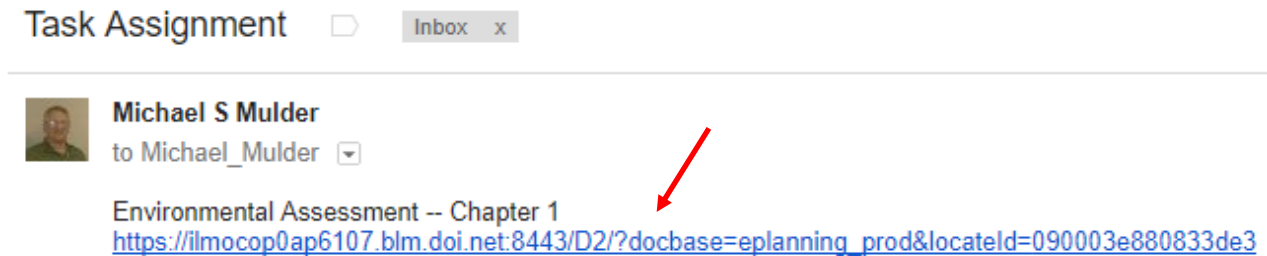 Task Assignment Inbox x
Michael S Mulder
to Michael_Mulder
Environmental Assessment -- Chapter 1
https://ilmocop0ap6107.blm.doi.net:8443/D2/?docbase=eplanning_prod&locateId=090003e880833de3